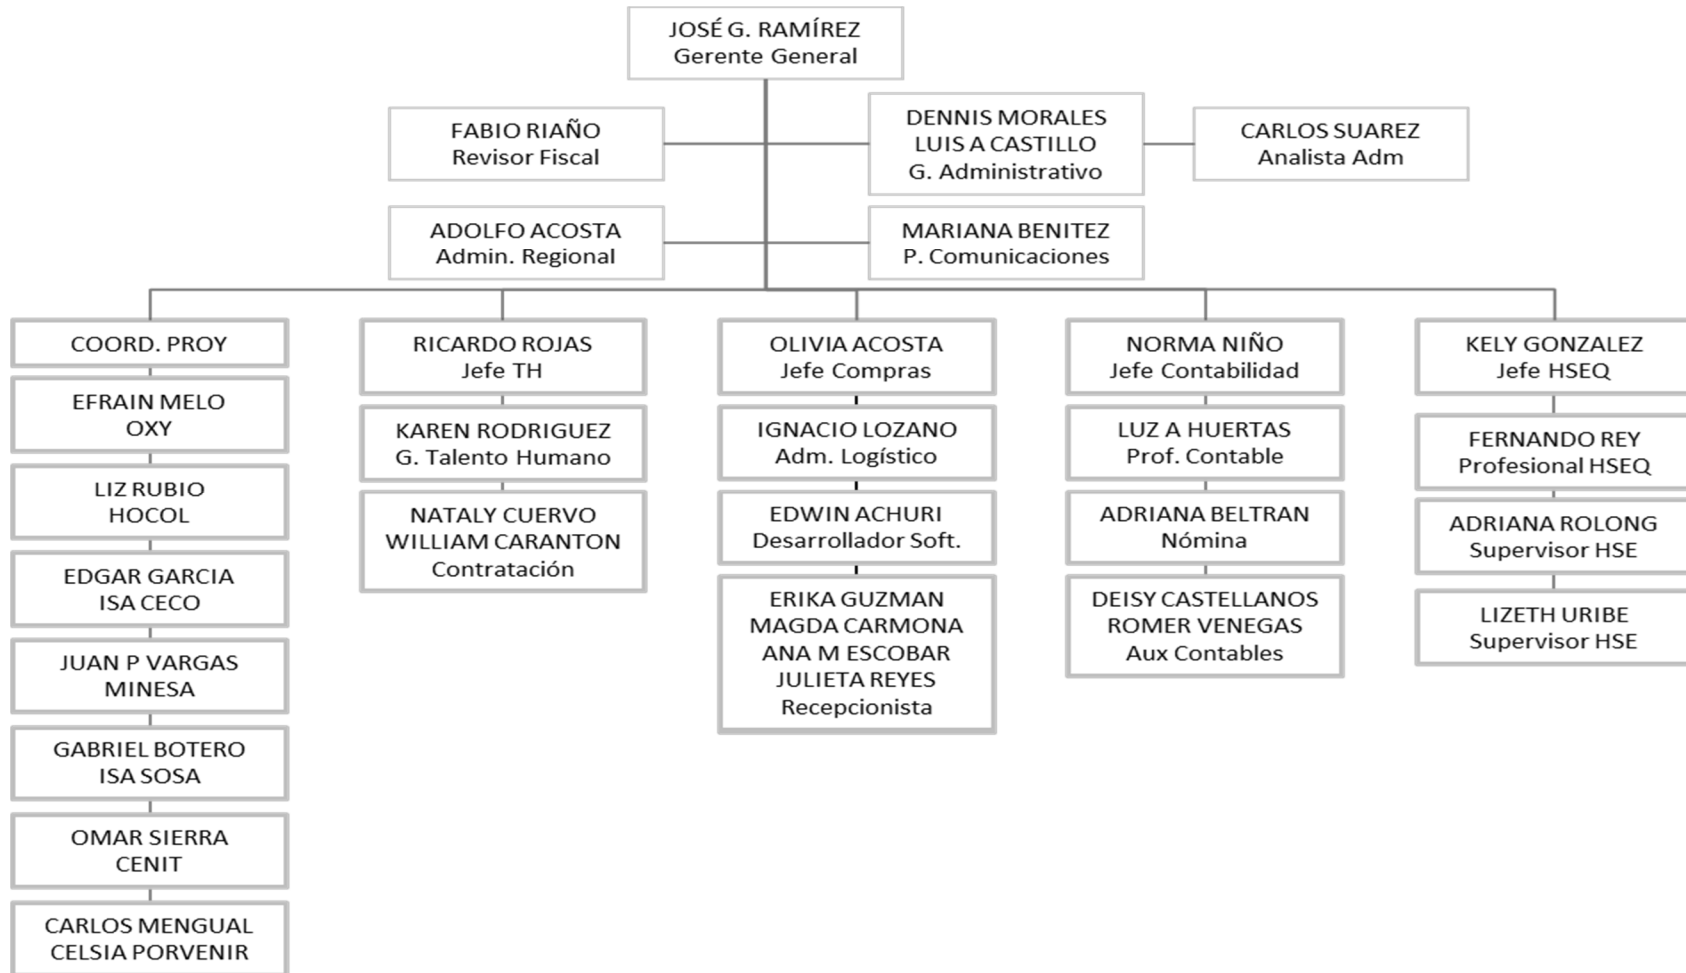 JOSÉ G. RAMÍREZ
Gerente General
FABIO RIAÑO
Revisor Fiscal
DENNIS MORALES
LUIS A CASTILLO
G. Administrativo
CARLOS SUAREZ
Analista Adm
ADOLFO ACOSTA
Admin. Regional
MARIANA BENITEZ
P. Comunicaciones
COORD. PROY
EFRAIN MELO
OXY
LIZ RUBIO
HOCOL
EDGAR GARCIA
ISA CECO
JUAN P VARGAS
MINESA
GABRIEL BOTERO
ISA SOSA
OMAR SIERRA
CENIT
CARLOS MENGUAL
CELSIA PORVENIR
RICARDO ROJAS
Jefe TH
KAREN RODRIGUEZ
G. Talento Humano
NATALY CUERVO
WILLIAM CARANTON
Contratación
OLIVIA ACOSTA
Jefe Compras
IGNACIO LOZANO
Adm. Logístico
EDWIN ACHURI
Desarrollador Soft.
ERIKA GUZMAN
MAGDA CARMONA
ANA M ESCOBAR
JULIETA REYES
Recepcionista
NORMA NIÑO
Jefe Contabilidad
LUZ A HUERTAS
Prof. Contable
ADRIANA BELTRAN
Nómina
DEISY CASTELLANOS
ROMER VENEGAS
Aux Contables
KELY GONZALEZ
Jefe HSEQ
FERNANDO REY
Profesional HSEQ
ADRIANA ROLONG
Supervisor HSE
LIZETH URIBE
Supervisor HSE